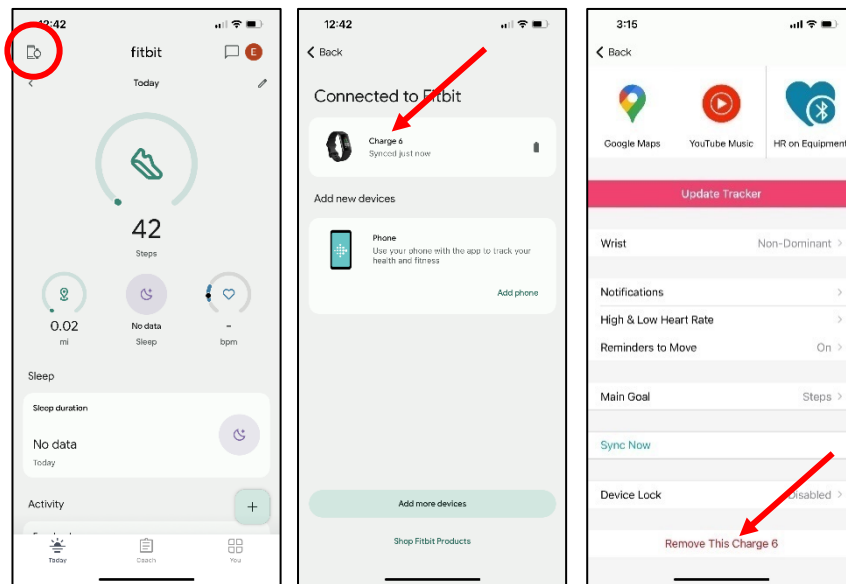 12:42
fitbit
E
Today
42
Steps
0.02
mi
No data
Sleep
-
bpm
Sleep
Sleep duration
No data
Today
Activity
Today
Coach
You
12:42
Back
Connected to Fitbit
Charge 6
Synced just now
Add new devices
Phone
Use your phone with the app to track your
health and fitness
Add phone
Add more devices
Shop Fitbit Products
3:15
Back
Google Maps
YouTube Music
HR on Equipment
Update Tracker
Wrist
Non-Dominant
Notifications
High & Low Heart Rate
Reminders to Move
On
Main Goal
Steps
Sync Now
Device Lock
Disabled
Remove This Charge 6